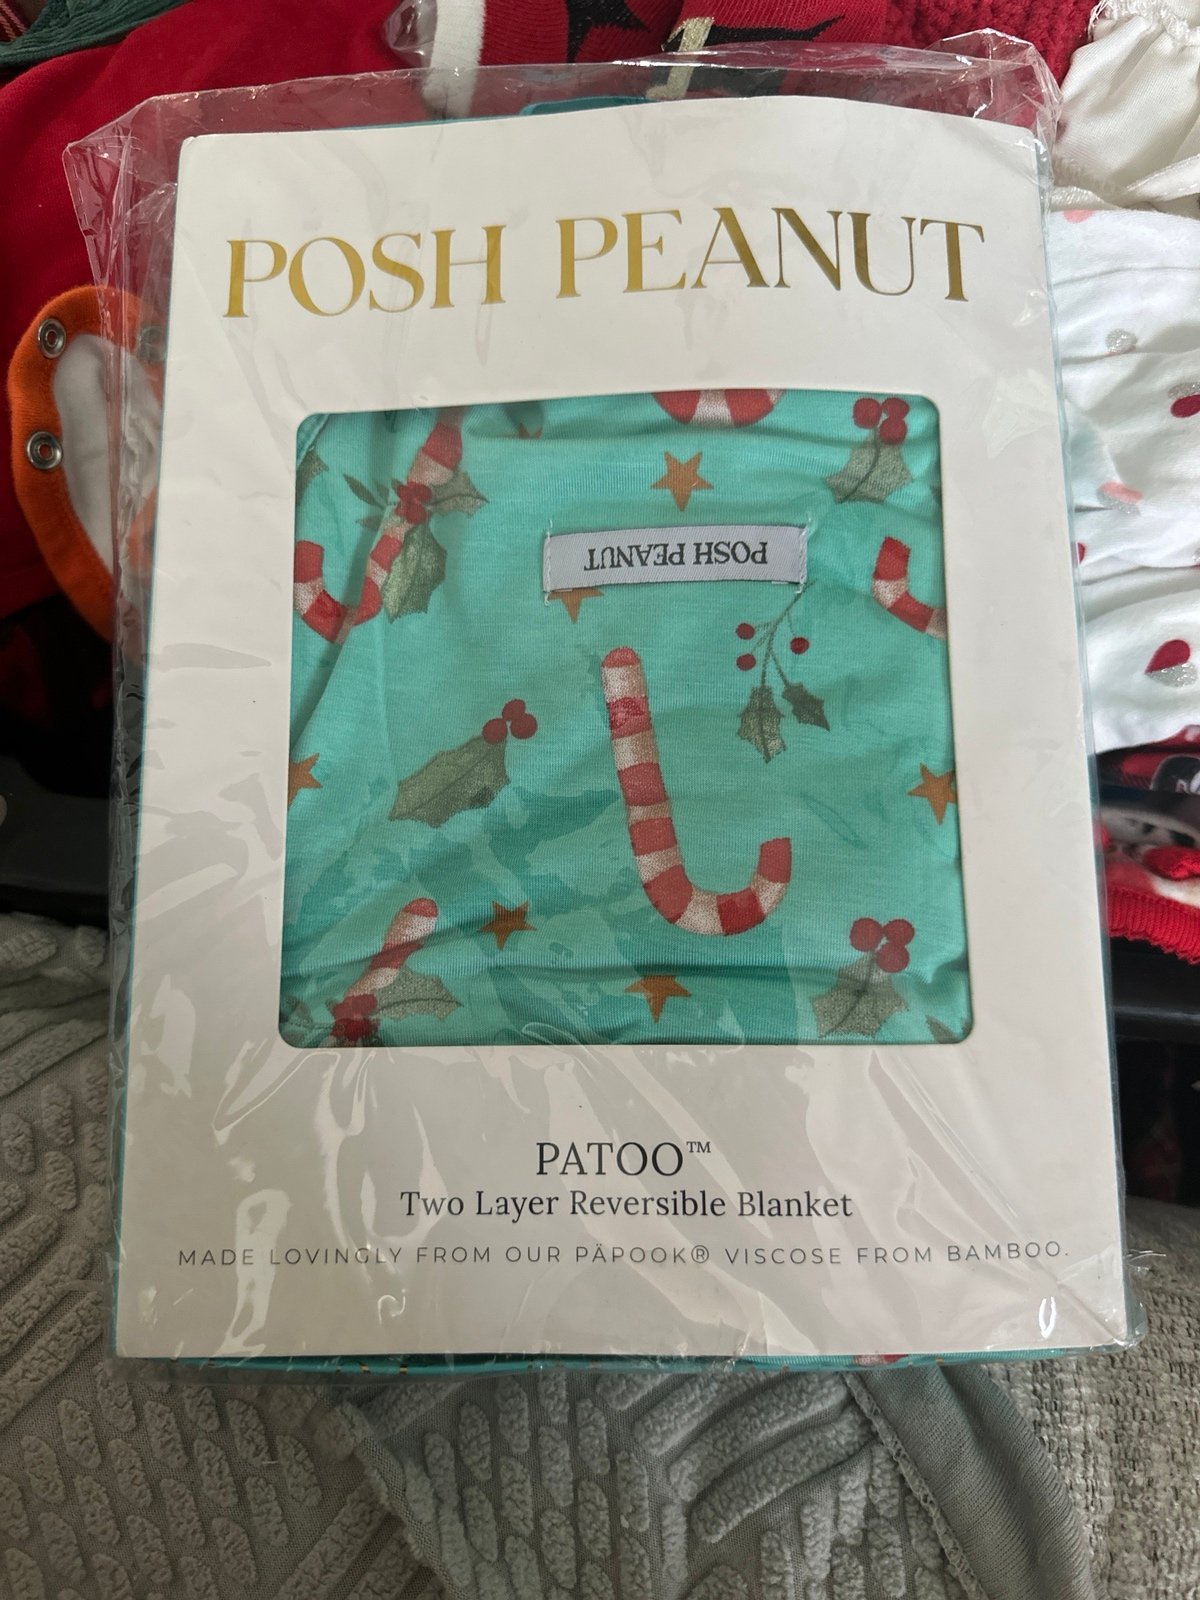 POSH PEANUT
POSH PEANUT
PATOO™
Two Layer Reversible Blanket
MADE LOVINGLY FROM OUR PÄPOOK® VISCOSE FROM BAMBOO.